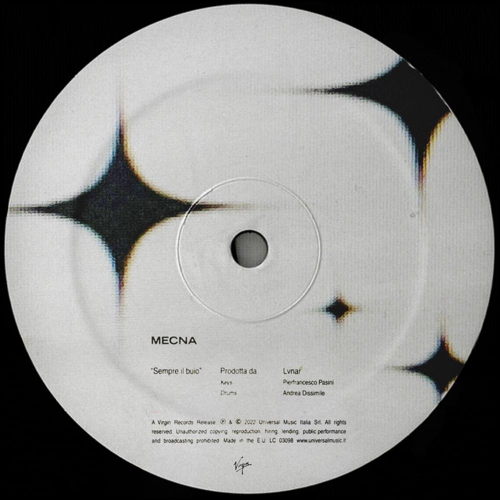 MECNA
"Sempre il buio" Prodotta da Lvnar
Keys Pierfrancesco Pasini
Drums Andrea Dissimile
A Virgin Records Release. Ⓟ & © 2022 Universal Music Italia Srl. All rights
reserved. Unauthorized copying, reproduction, hiring, lending, public performance
and broadcasting prohibited. Made in the E.U. LC 03098 www.universalmusic.it
Virgin